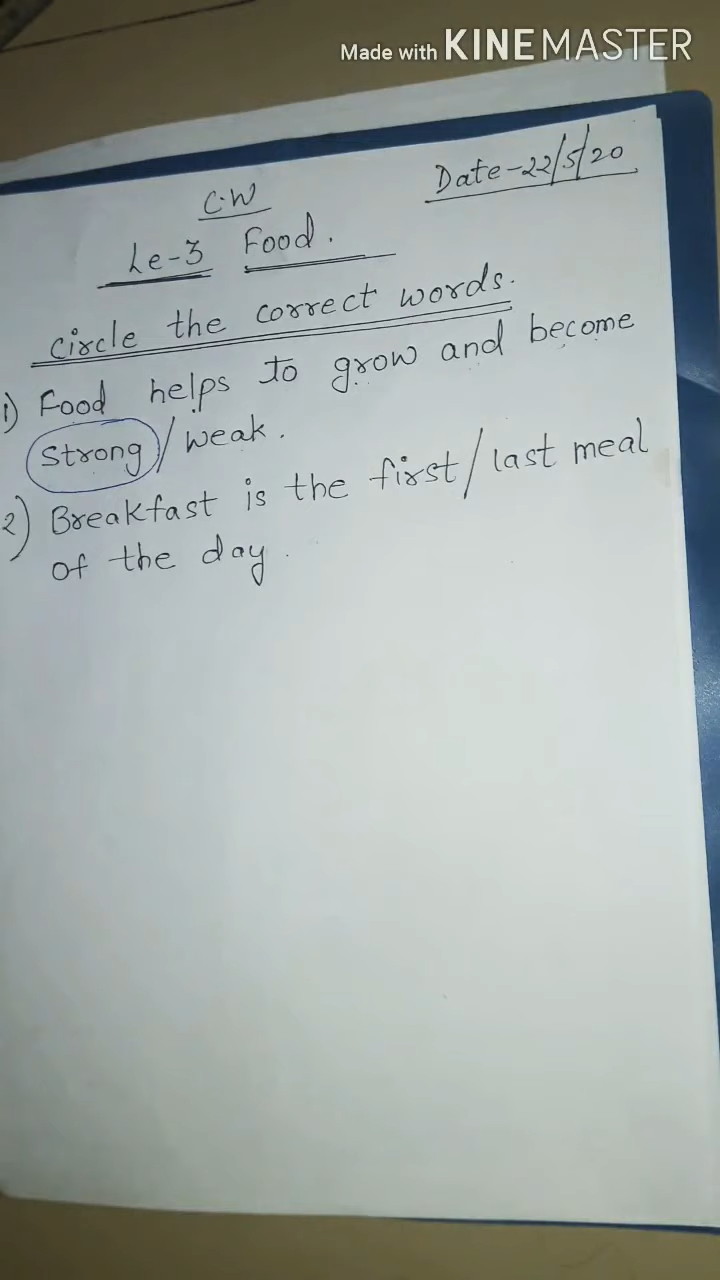 Made with KINEMASTER
C.W
Date-22/5/20
Le-3 Food.
Circle the correct words.
1) Food helps to grow and become
Strong/weak.
2) Breakfast is the first/last meal
of the day.